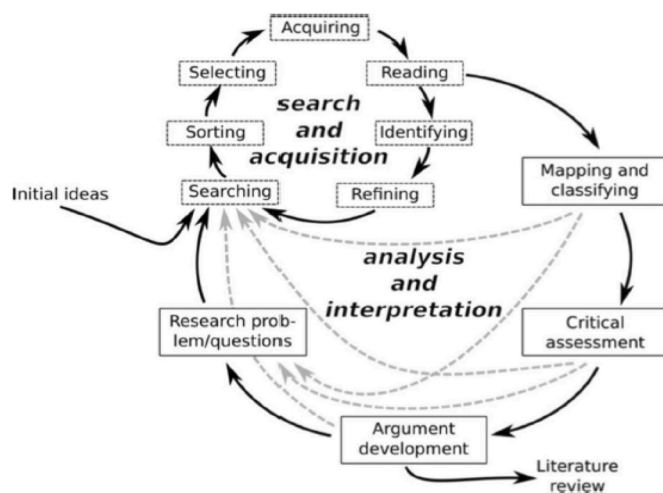 Acquiring
Selecting
Reading
search
and
acquisition
Sorting
Identifying
Searching
Refining
Initial ideas
Mapping and
classifying
analysis
and
interpretation
Research prob-
lem/questions
Critical
assessment
Argument
development
Literature
review